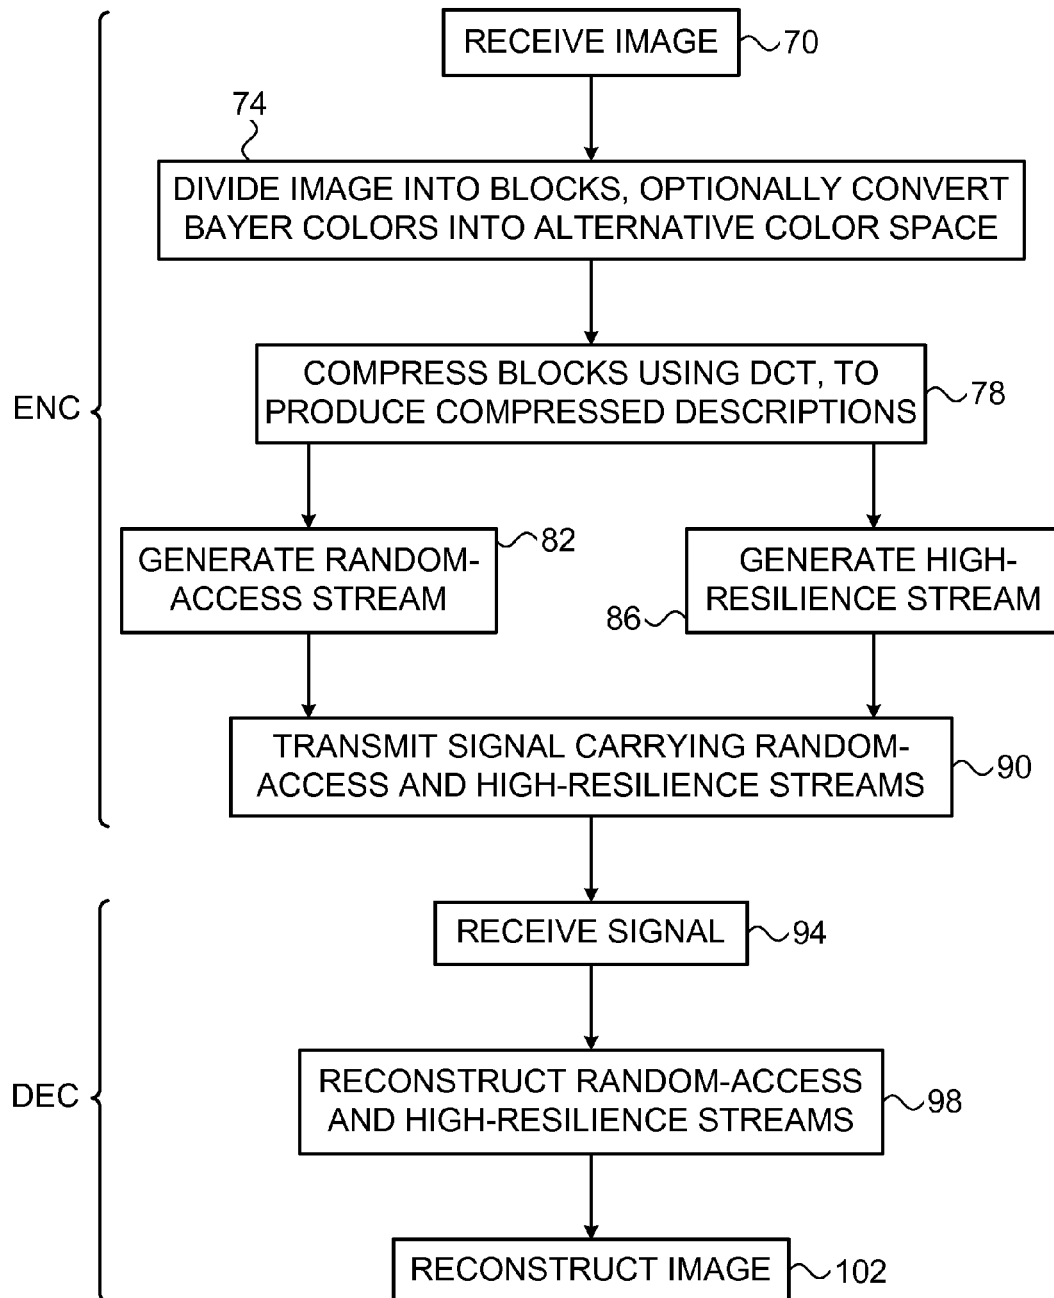 RECEIVE IMAGE
70
74
DIVIDE IMAGE INTO BLOCKS, OPTIONALLY CONVERT
BAYER COLORS INTO ALTERNATIVE COLOR SPACE
COMPRESS BLOCKS USING DCT, TO
PRODUCE COMPRESSED DESCRIPTIONS
78
ENC
GENERATE RANDOM-
ACCESS STREAM
82
GENERATE HIGH-
RESILIENCE STREAM
86
TRANSMIT SIGNAL CARRYING RANDOM-
ACCESS AND HIGH-RESILIENCE STREAMS
90
RECEIVE SIGNAL
94
RECONSTRUCT RANDOM-ACCESS
AND HIGH-RESILIENCE STREAMS
98
DEC
RECONSTRUCT IMAGE
102